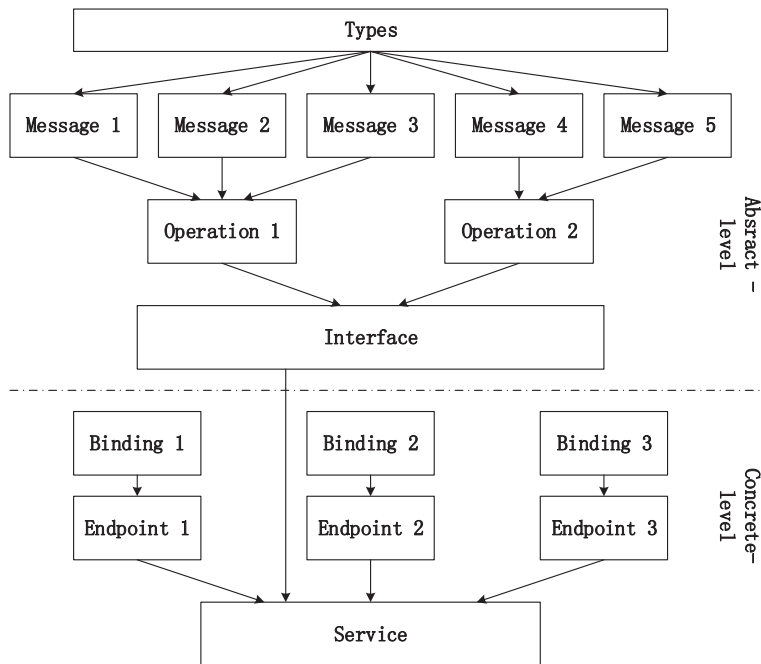 Types
Message 1
Message 2
Message 3
Message 4
Message 5
Operation 1
Operation 2
Absract -
level
Interface
Binding 1
Binding 2
Binding 3
Endpoint 1
Endpoint 2
Endpoint 3
Concrete-
level
Service